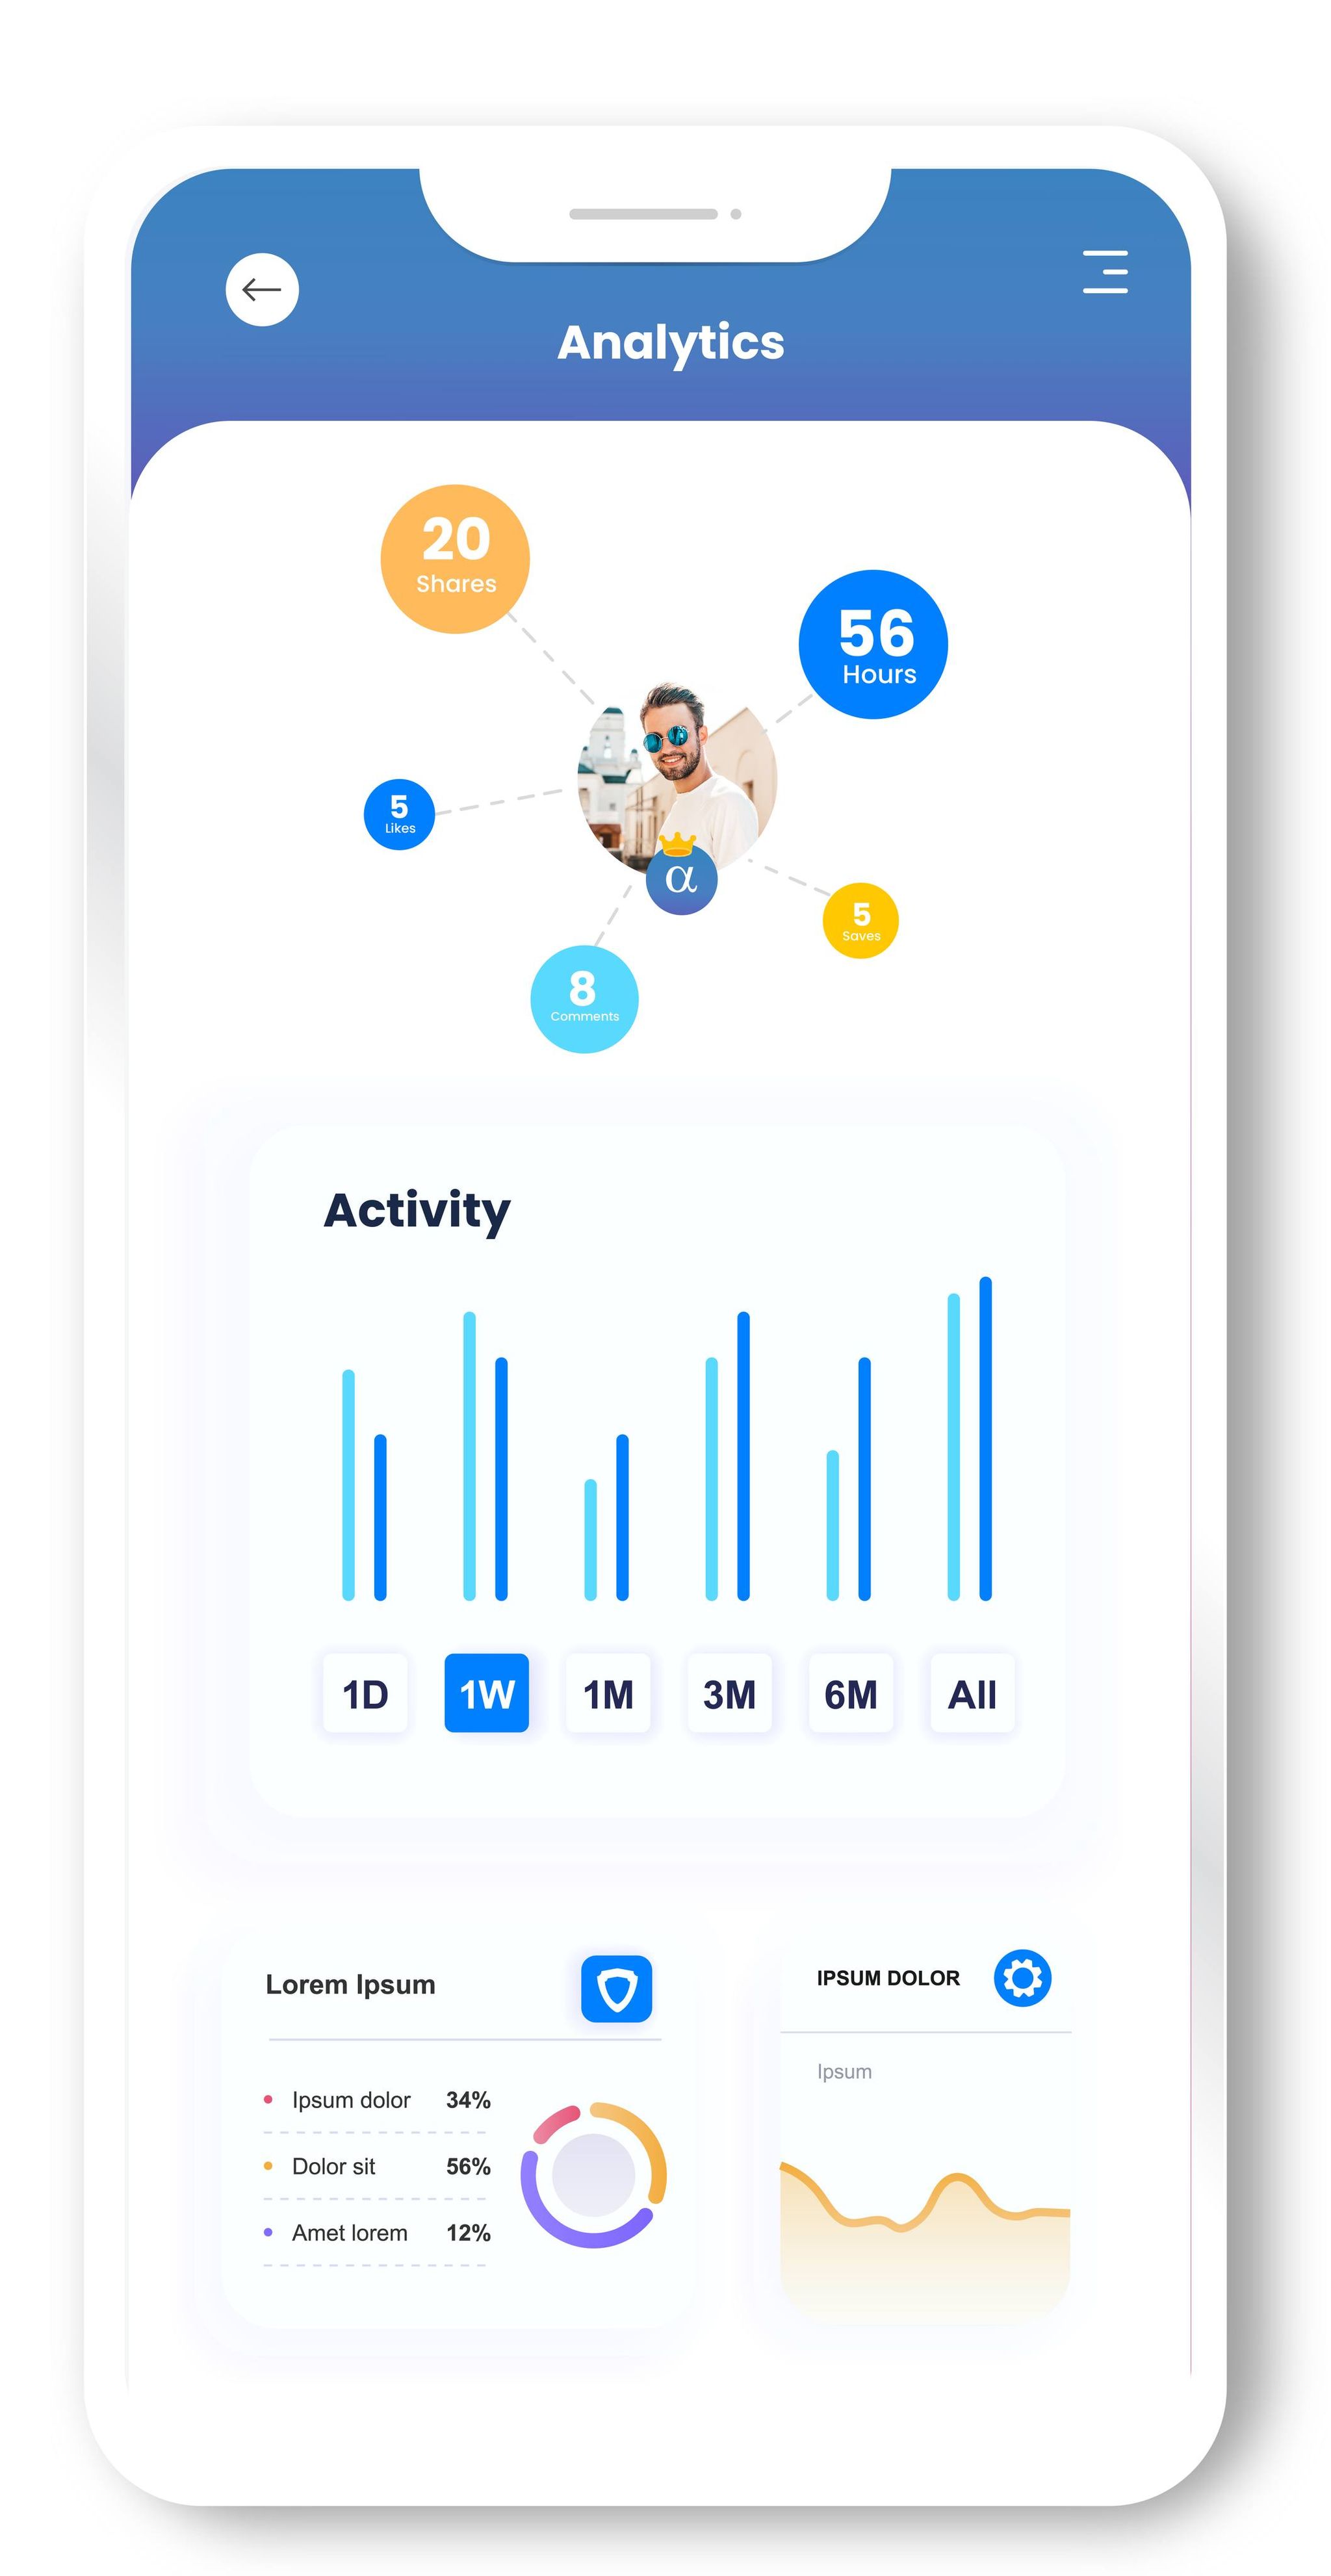 Analytics
20
Shares
56
Hours
5
Likes
α
5
Saves
8
Comments
Activity
1D 1W 1M 3M 6M All
Lorem Ipsum
Ipsum dolor 34%
Dolor sit 56%
Amet lorem 12%
IPSUM DOLOR
Ipsum